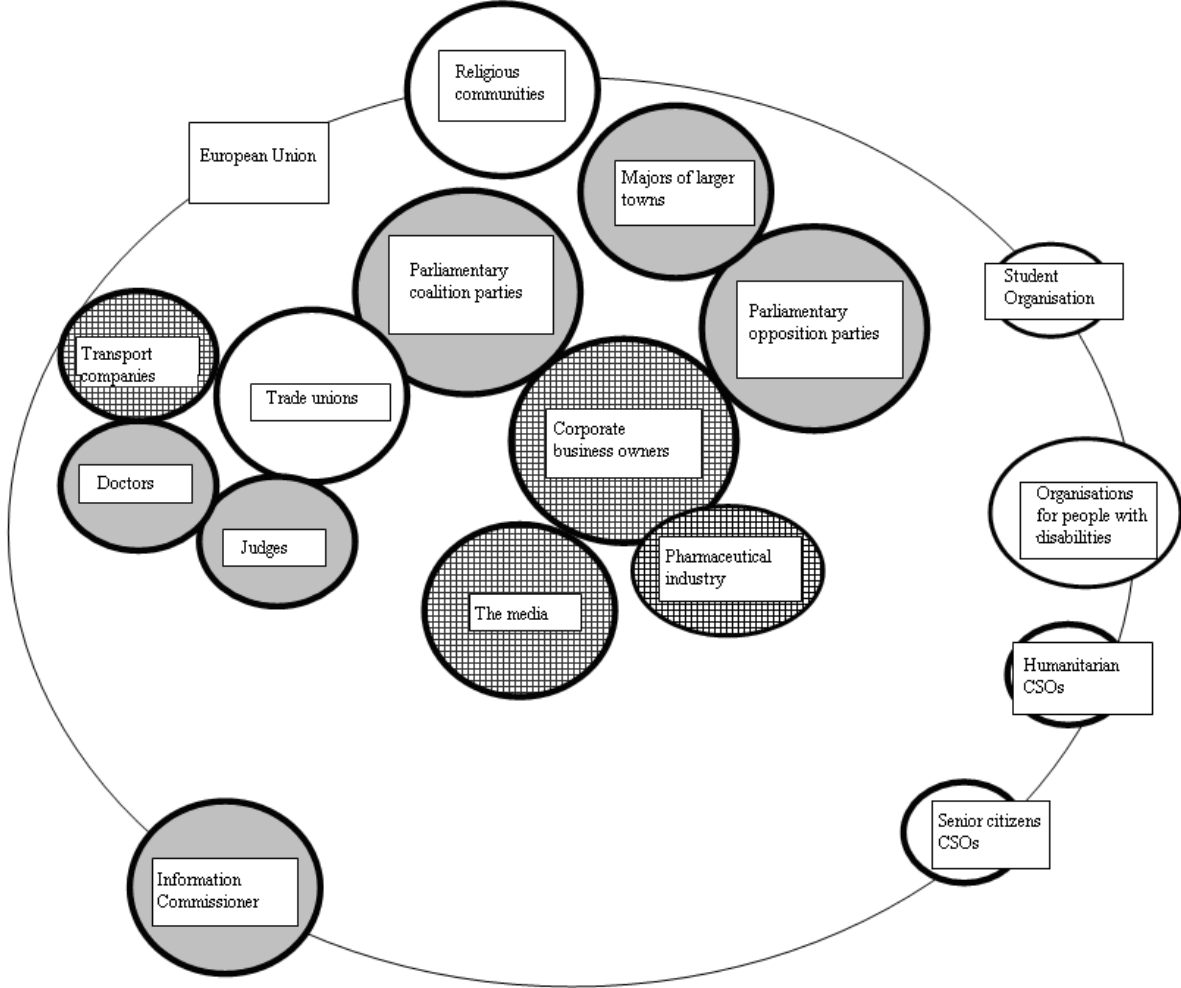 Religious
communities
European Union
Majors of larger
towns
Parliamentary
coalition parties
Student
Organisation
Parliamentary
opposition parties
Transport
companies
Trade unions
Corporate
business owners
Doctors
Organisations
for people with
disabilities
Judges
Pharmaceutical
industry
The media
Humanitarian
CSOs
Senior citizens
CSOs
Information
Commissioner